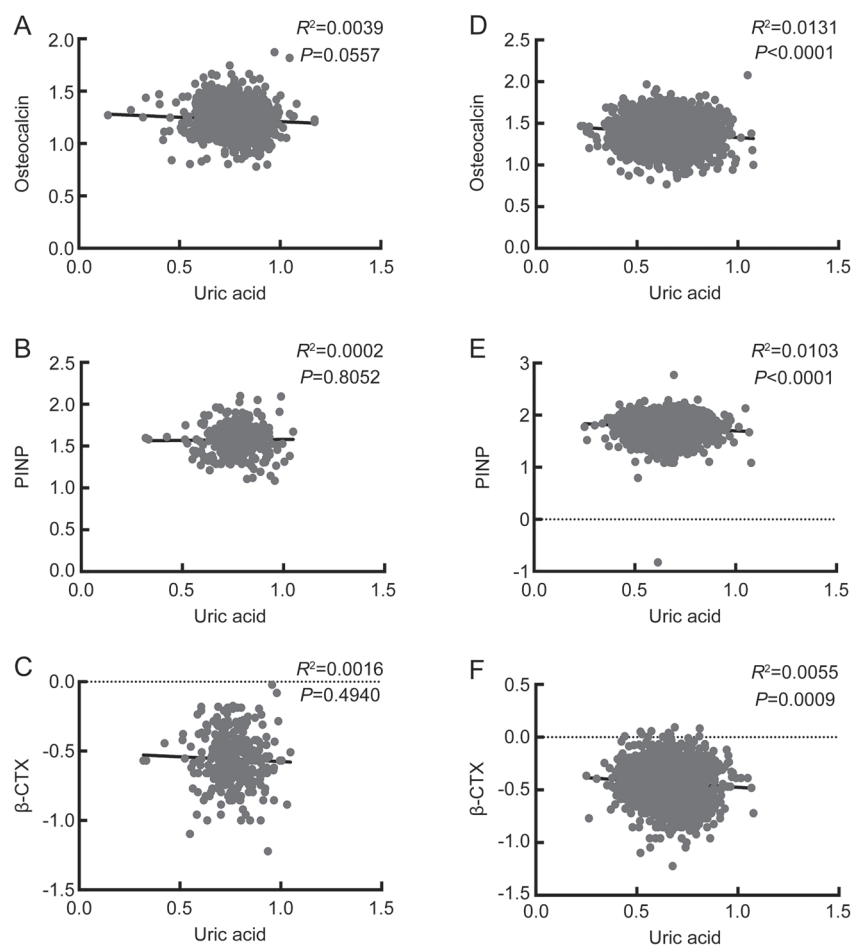 A
R²=0.0039
P=0.0557
2.0
1.5
1.0
0.5
0.0
Osteocalcin
0.0 0.5 1.0 1.5
Uric acid
D
R²=0.0131
P<0.0001
2.5
2.0
1.5
1.0
0.5
0.0
Osteocalcin
0.0 0.5 1.0 1.5
Uric acid
B
R²=0.0002
P=0.8052
2.5
2.0
1.5
1.0
0.5
0.0
PINP
0.0 0.5 1.0 1.5
Uric acid
E
R²=0.0103
P<0.0001
3
2
1
0
-1
PINP
0.0 0.5 1.0 1.5
Uric acid
C
R²=0.0016
P=0.4940
0.0
-0.5
-1.0
-1.5
β-CTX
0.0 0.5 1.0 1.5
Uric acid
F
R²=0.0055
P=0.0009
0.5
0.0
-0.5
-1.0
-1.5
β-CTX
0.0 0.5 1.0 1.5
Uric acid